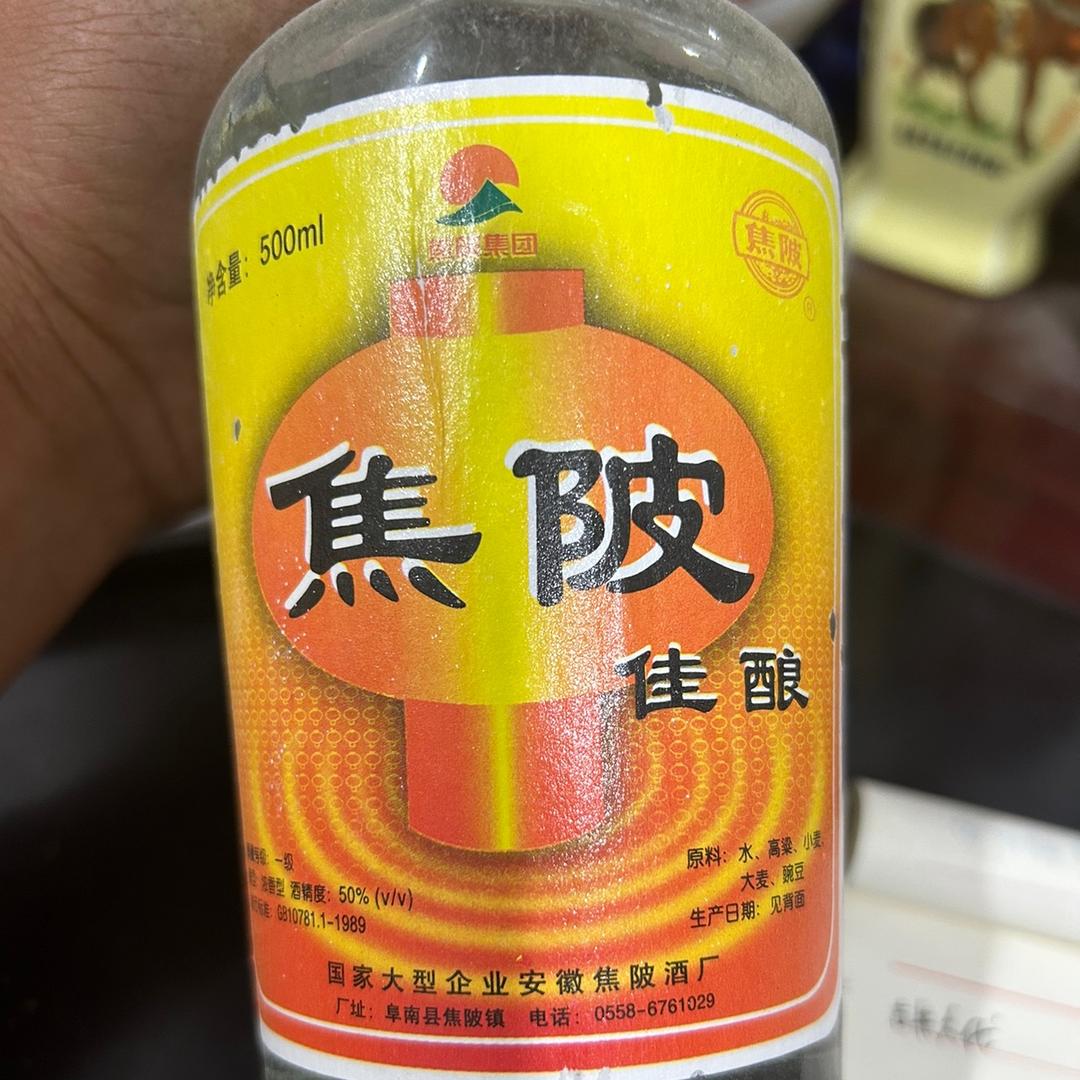 净含量：500ml
集团
焦陂
®
焦陂
佳酿
一级
浓香型 酒精度：50% (v/v)
标准：GB10781.1-1989
原料：水、高粱、小麦、
大麦、豌豆
生产日期：见背面
国家大型企业安徽焦陂酒厂
厂址：阜南县焦陂镇 电话：0558-6761029